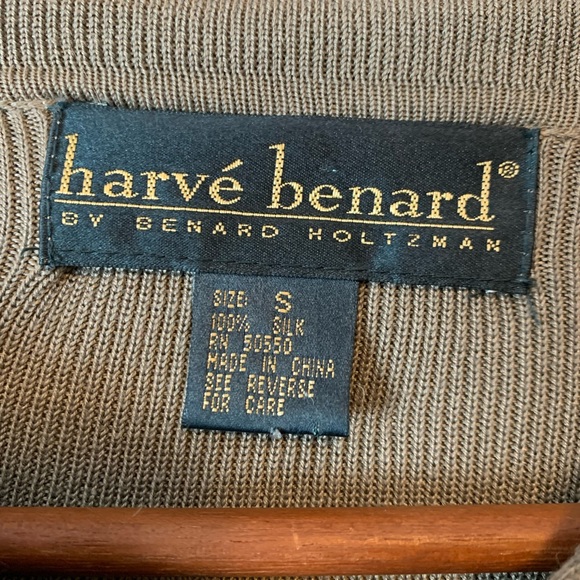 harvé benard®
BY BENARD HOLTZMAN
SIZE: S
100% SILK
RN 50550
MADE IN CHINA
SEE REVERSE
FOR CARE